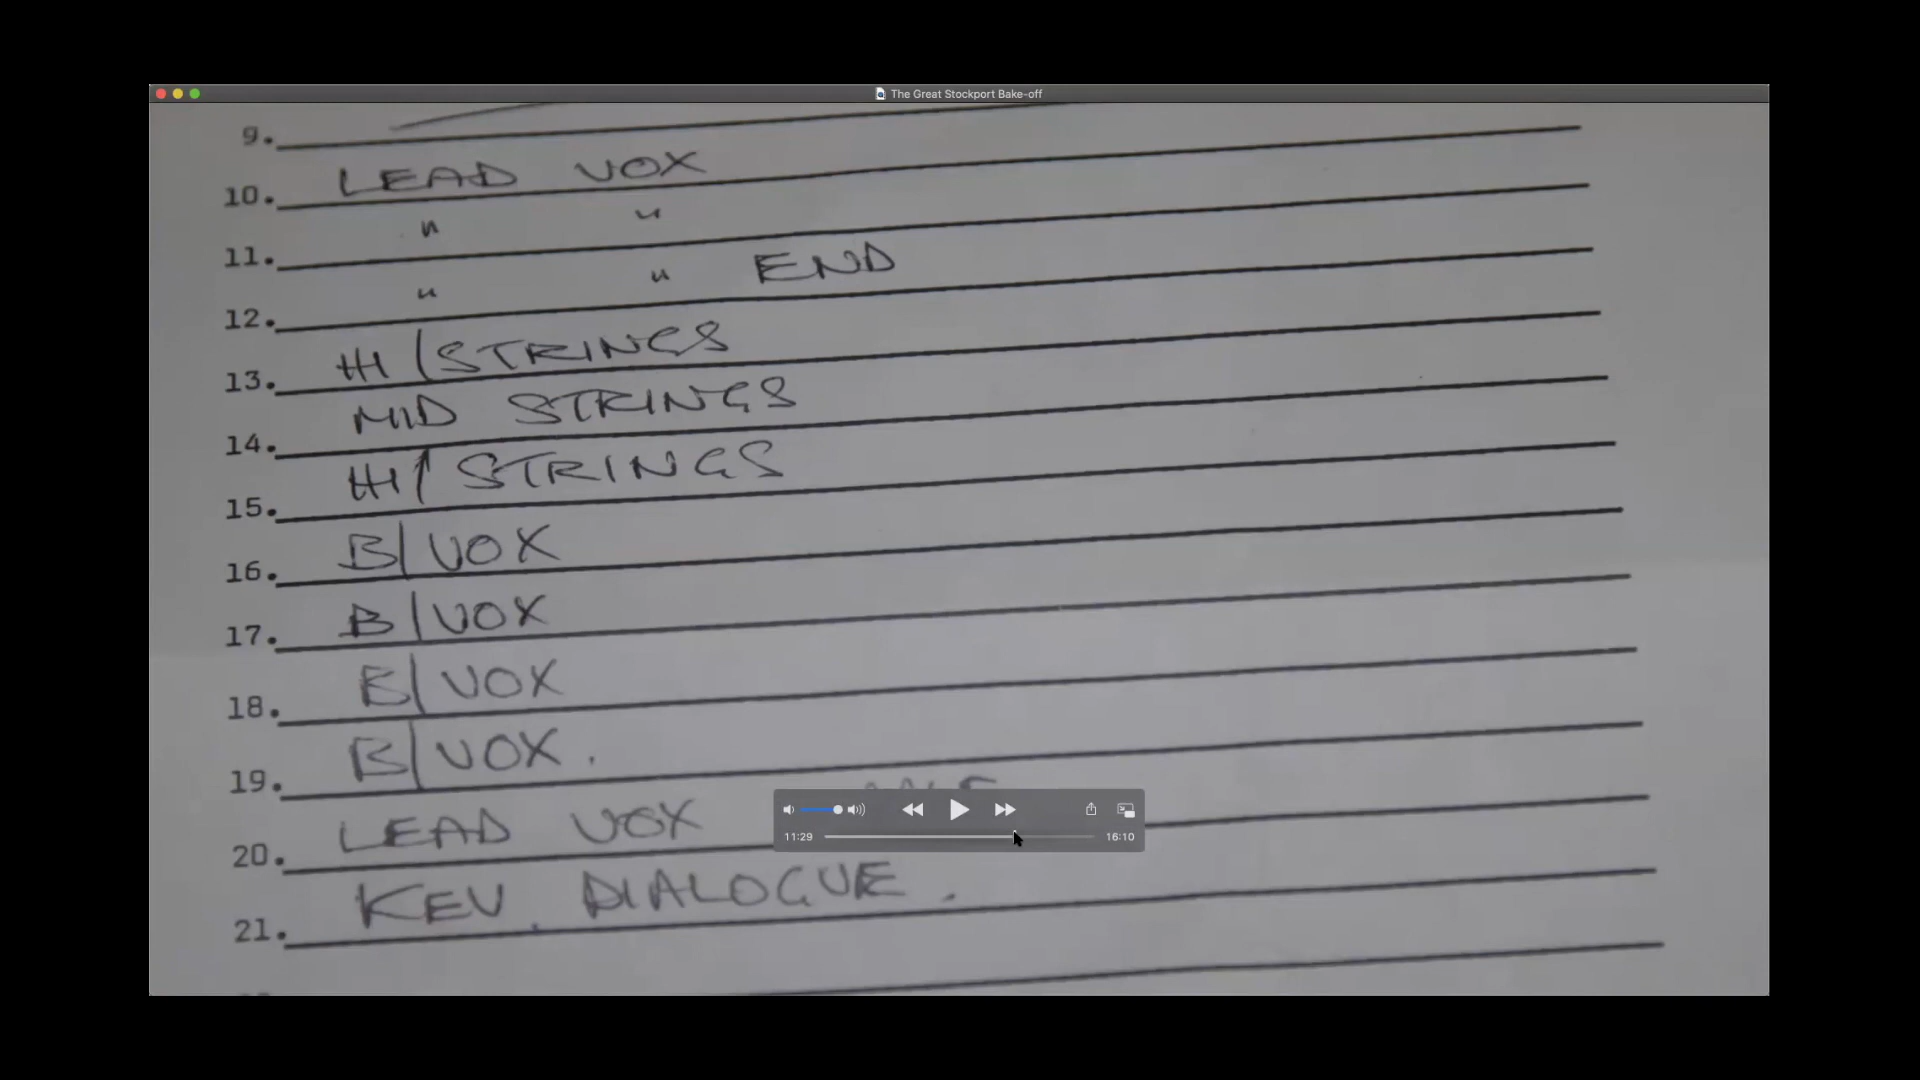 The Great Stockport Bake-off
9.
10. LEAD VOX
11. " "
12. " " END
13. HI/STRINGS
14. MID STRINGS
15. HI/STRINGS
16. B/VOX
17. B/VOX
18. B/VOX
19. B/VOX.
20. LEAD VOX
21. KEV. DIALOGUE.
11:29 16:10